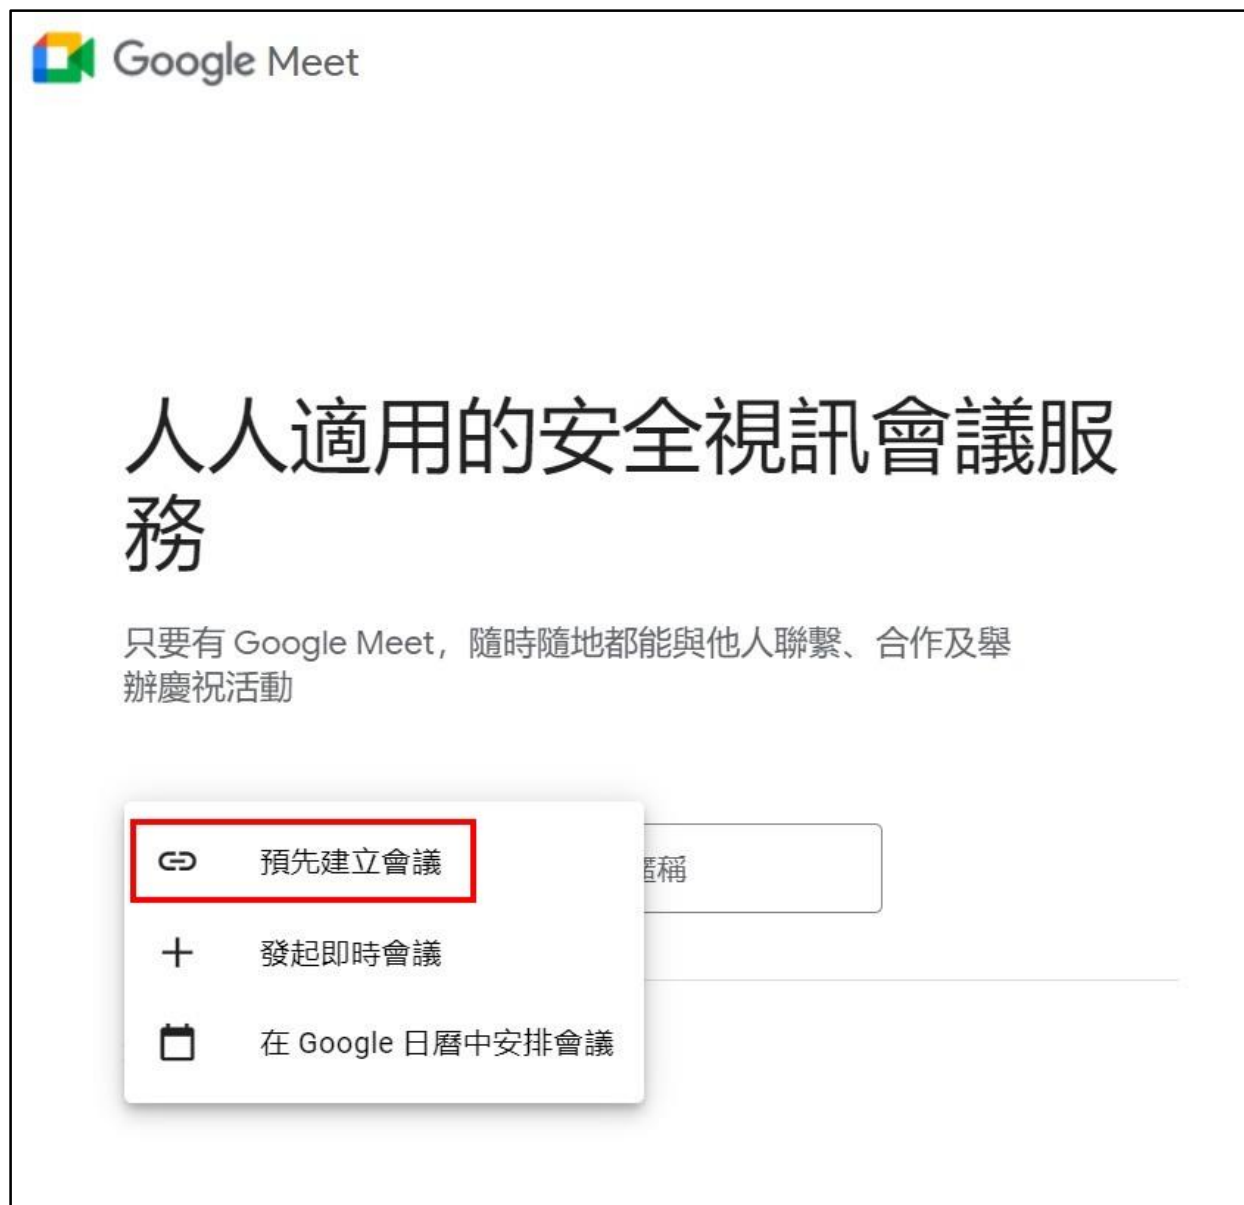 Google Meet
人人適用的安全視訊會議服
務
只要有 Google Meet，隨時隨地都能與他人聯繫、合作及舉
辦慶祝活動
預先建立會議
稱
發起即時會議
在 Google 日曆中安排會議